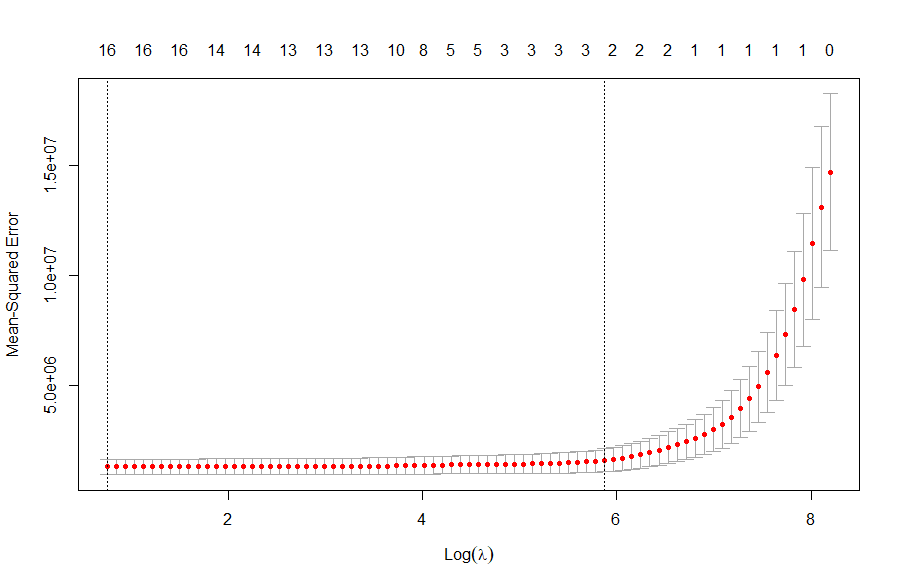 16 16 16 14 14 13 13 13 10 8 5 5 3 3 3 3 2 2 2 1 1 1 1 1 0
1.5e+07
1.0e+07
5.0e+06
Mean-Squared Error
2 4 6 8
Log(λ)